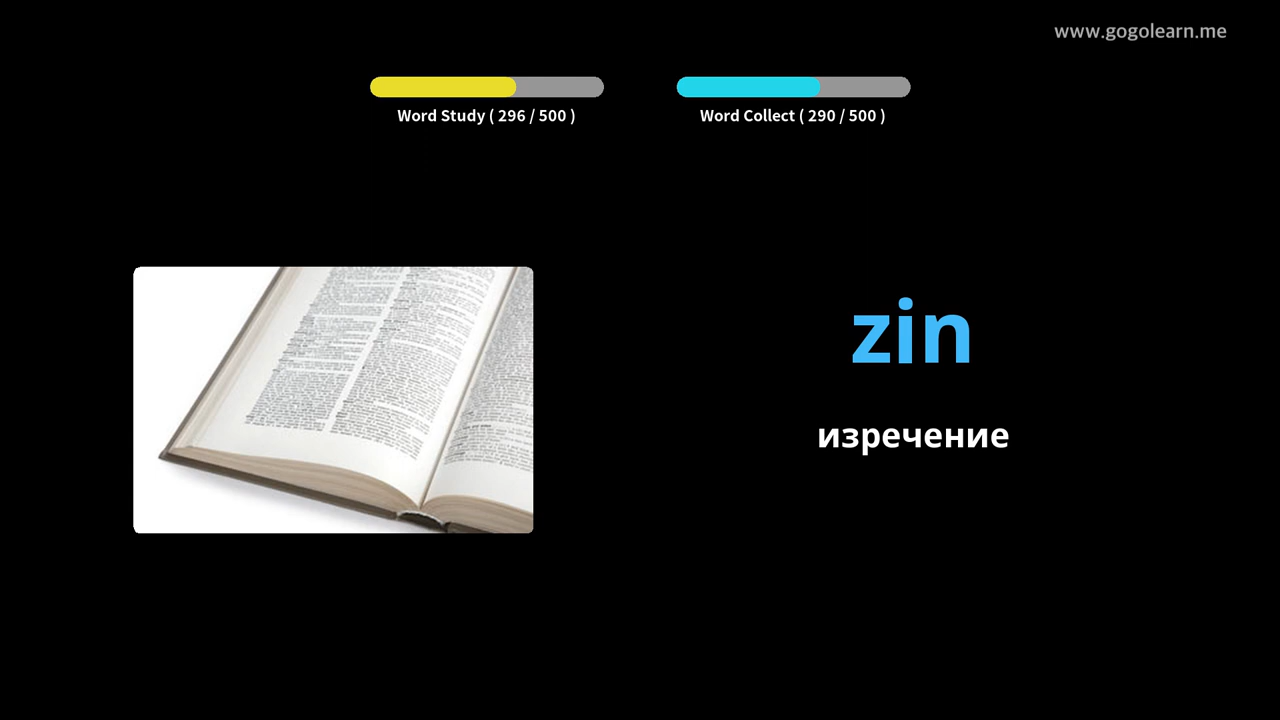 www.gogolearn.me
Word Study ( 296 / 500 )
Word Collect ( 290 / 500 )
zin
изречение